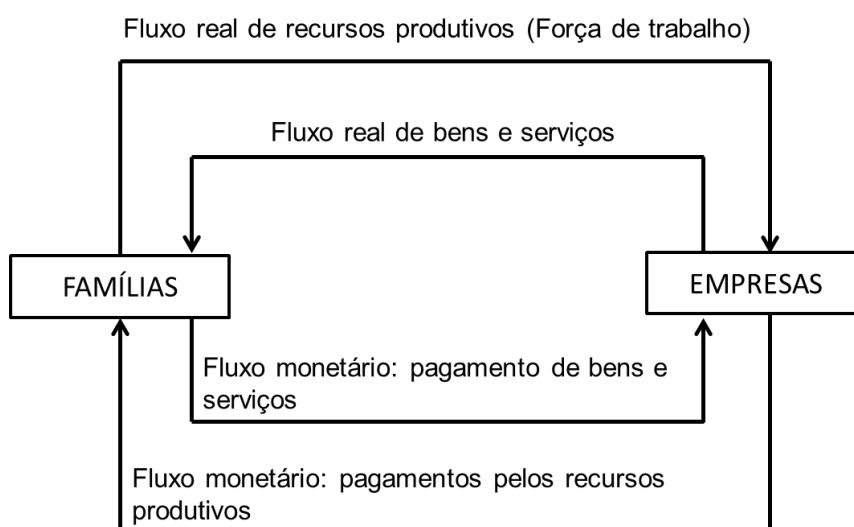 Fluxo real de recursos produtivos (Força de trabalho)
Fluxo real de bens e serviços
FAMÍLIAS
EMPRESAS
Fluxo monetário: pagamento de bens e
serviços
Fluxo monetário: pagamentos pelos recursos
produtivos